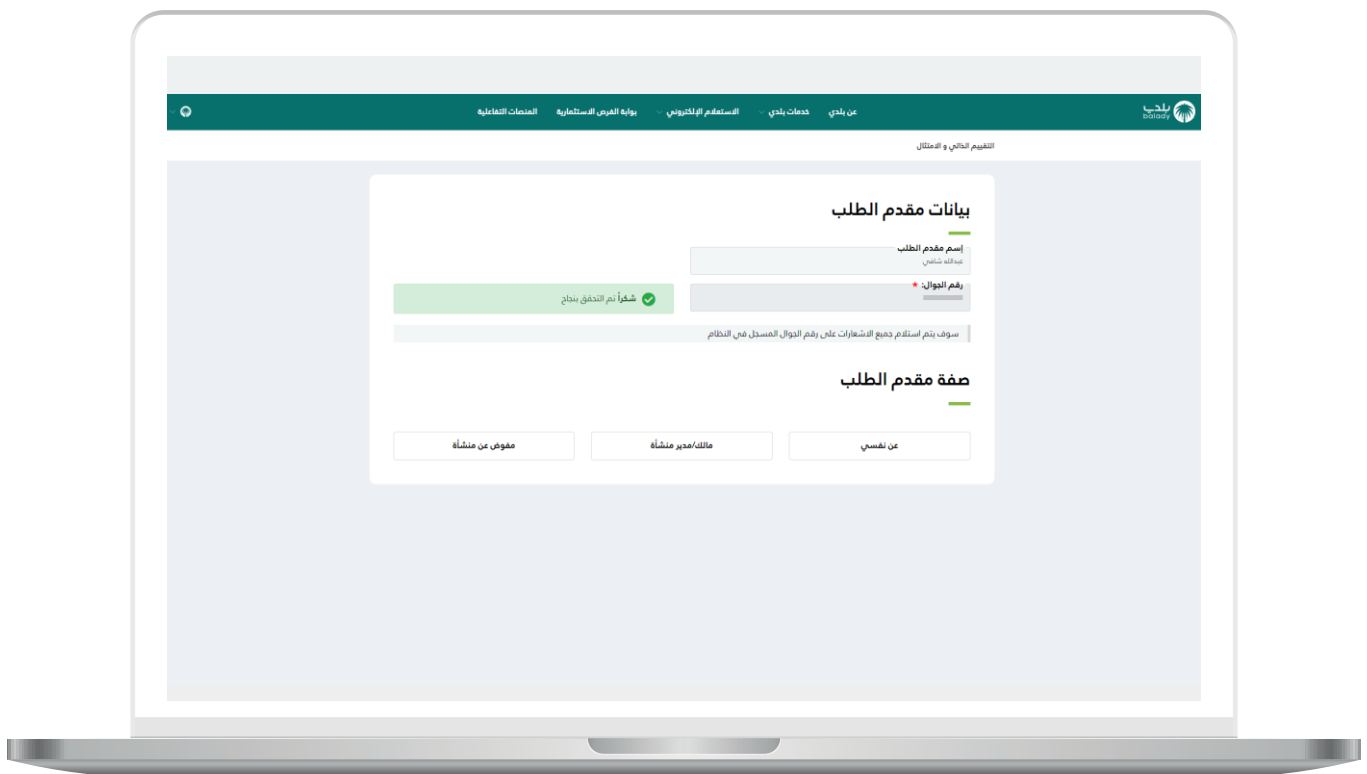 بلدي
balady
عن بلدي خدمات بلدي الاستعلام الإلكتروني بوابة الفرص الاستثمارية المنصات التفاعلية
التقييم الذاتي و الامتثال
بيانات مقدم الطلب
إسم مقدم الطلب
عبدالله شافي
رقم الجوال: *
شكراً تم التحقق بنجاح
سوف يتم استلام جميع الاشعارات على رقم الجوال المسجل في النظام
صفة مقدم الطلب
عن نفسي
مالك/مدير منشأة
مفوض عن منشأة